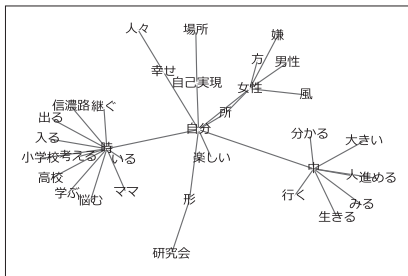 人々
場所
嫌
方
男性
幸せ
自己実現
女性
風
信濃路
継ぐ
出る
所
入る
自分
分かる
大きい
時
小学校
考える
いる
楽しい
中
高校
人
進める
学ぶ
悩む
ママ
形
行く
みる
生きる
研究会